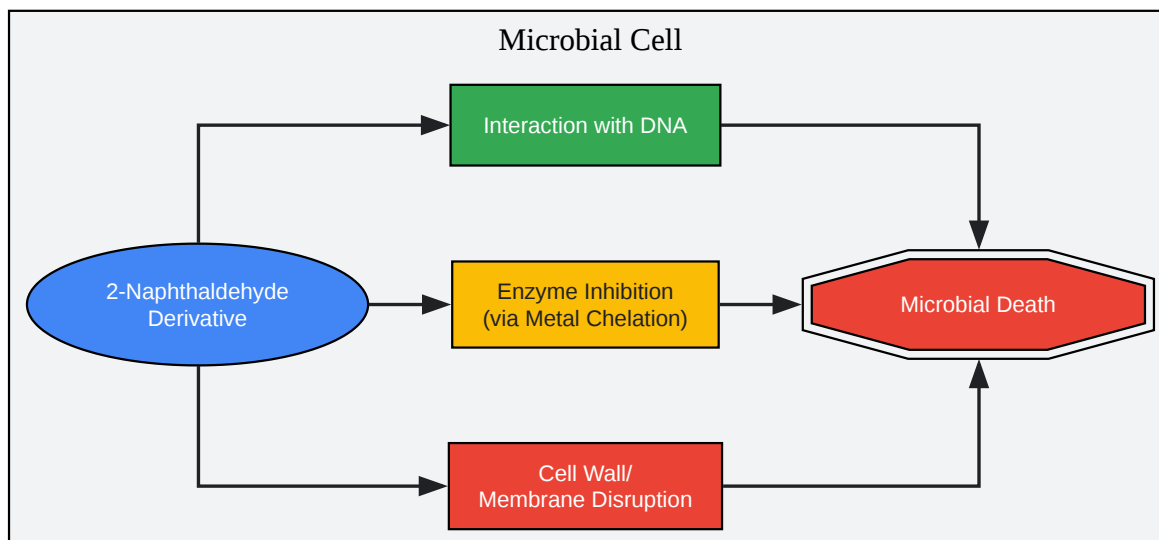 Microbial Cell
Interaction with DNA
2-Naphthaldehyde
Derivative
Enzyme Inhibition
(via Metal Chelation)
Microbial Death
Cell Wall/
Membrane Disruption